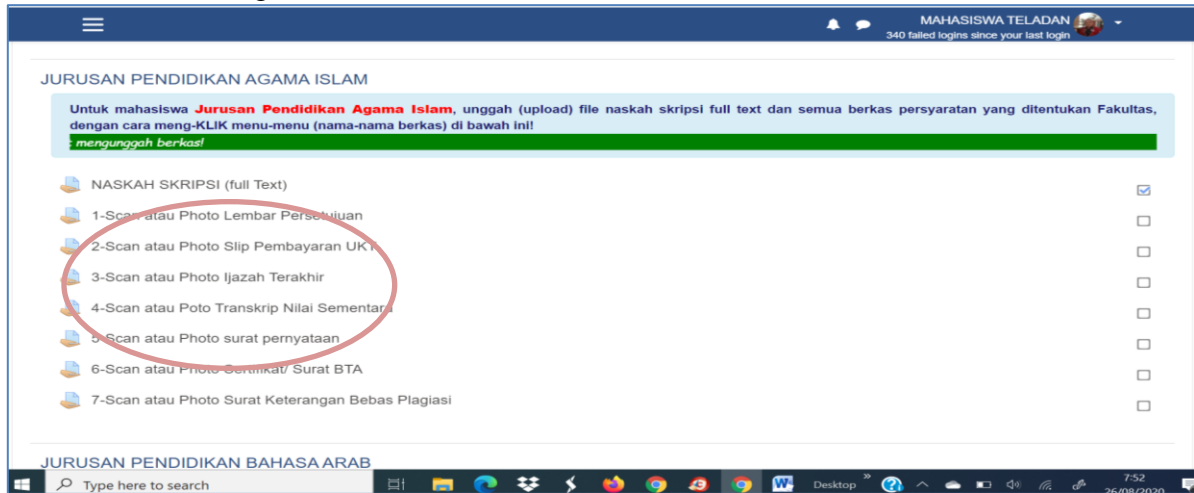 MAHASISWA TELADAN
340 failed logins since your last login
JURUSAN PENDIDIKAN AGAMA ISLAM
Untuk mahasiswa Jurusan Pendidikan Agama Islam, unggah (upload) file naskah skripsi full text dan semua berkas persyaratan yang ditentukan Fakultas,
dengan cara meng-KLIK menu-menu (nama-nama berkas) di bawah ini!
mengunggah berkas!
NASKAH SKRIPSI (full Text)
1-Scan atau Photo Lembar Persetujuan
2-Scan atau Photo Slip Pembayaran UKT
3-Scan atau Photo Ijazah Terakhir
4-Scan atau Poto Transkrip Nilai Sementara
5-Scan atau Photo surat pernyataan
6-Scan atau Photo Sertifikat/ Surat BTA
7-Scan atau Photo Surat Keterangan Bebas Plagiasi
JURUSAN PENDIDIKAN BAHASA ARAB
Type here to search
Desktop
7:52
26/08/2020